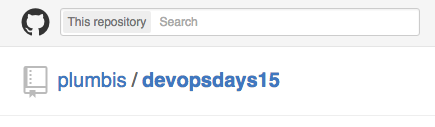 This repository Search
plumbis / devopsdays15